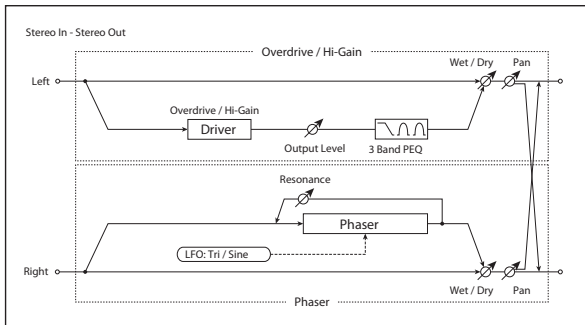 Stereo In - Stereo Out
Overdrive / Hi-Gain
Wet / Dry
Pan
Left
Overdrive / Hi-Gain
Driver
Output Level
3 Band PEQ
Resonance
Phaser
LFO: Tri / Sine
Right
Wet / Dry
Pan
Phaser